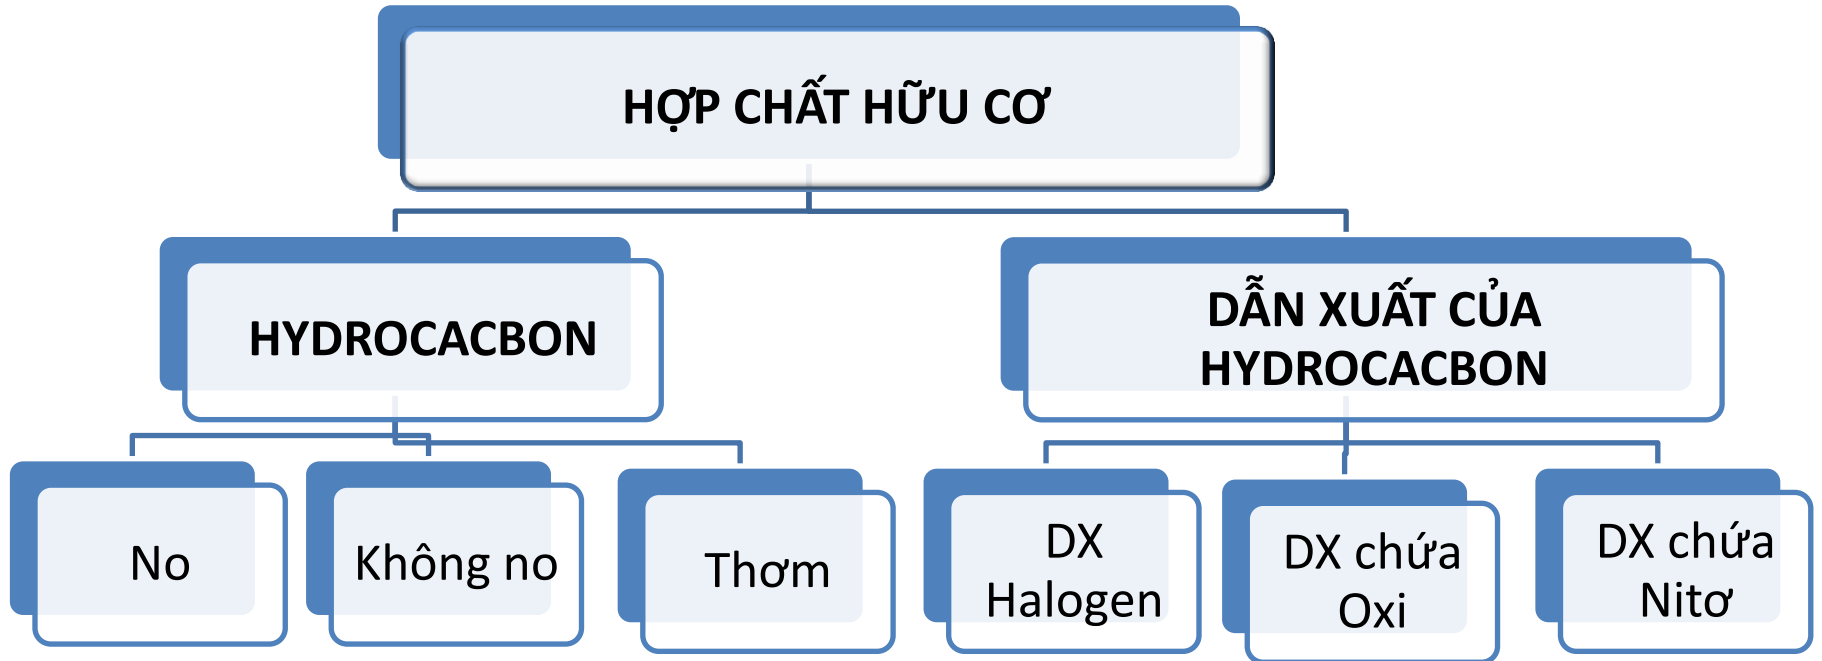 HỢP CHẤT HỮU CƠ
HYDROCACBON
DẪN XUẤT CỦA
HYDROCACBON
No
Không no
Thơm
DX
Halogen
DX chứa
Oxi
DX chứa
Nitơ